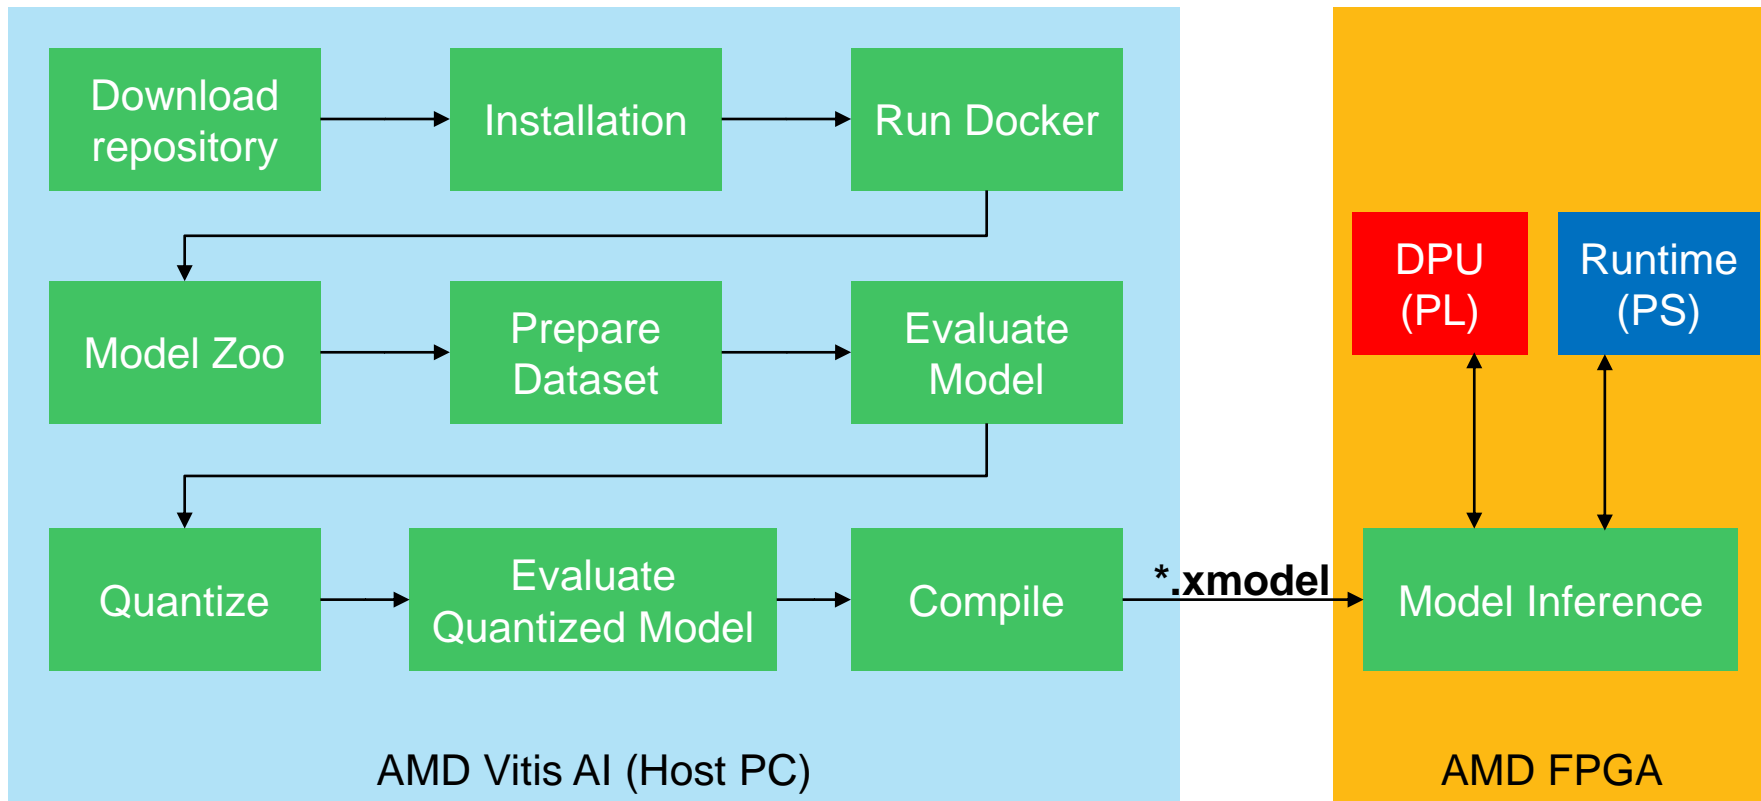 Download
repository
Installation
Run Docker
Model Zoo
Prepare
Dataset
Evaluate
Model
Quantize
Evaluate
Quantized Model
Compile
*.xmodel
AMD Vitis AI (Host PC)
DPU
(PL)
Runtime
(PS)
Model Inference
AMD FPGA